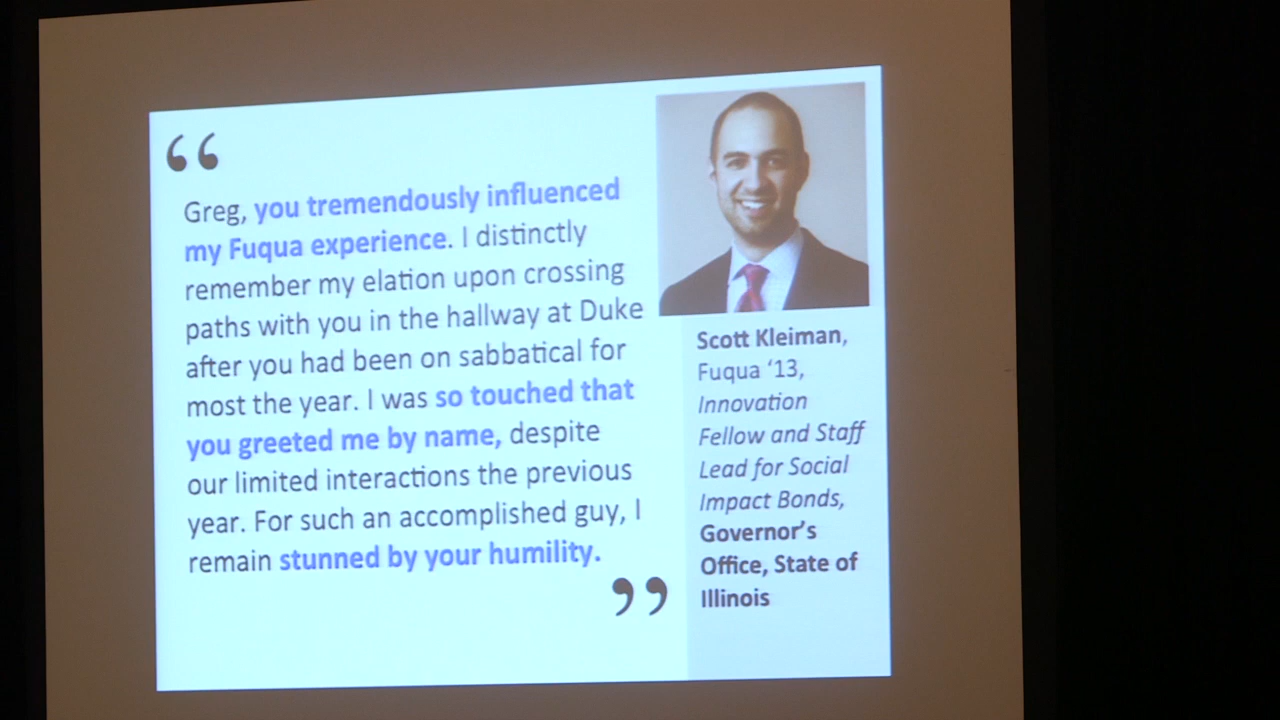 “
Greg, you tremendously influenced
my Fuqua experience. I distinctly
remember my elation upon crossing
paths with you in the hallway at Duke
after you had been on sabbatical for
most the year. I was so touched that
you greeted me by name, despite
our limited interactions the previous
year. For such an accomplished guy, I
remain stunned by your humility.
”
Scott Kleiman,
Fuqua ‘13,
Innovation
Fellow and Staff
Lead for Social
Impact Bonds,
Governor’s
Office, State of
Illinois